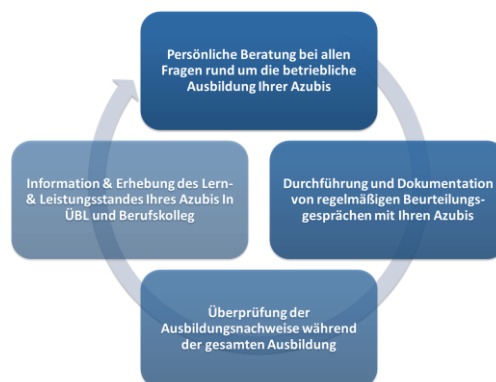 Persönliche Beratung bei allen
Fragen rund um die betriebliche
Ausbildung Ihrer Azubis
Durchführung und Dokumentation
von regelmäßigen Beurteilungs-
gesprächen mit Ihren Azubis
Überprüfung der
Ausbildungsnachweise während
der gesamten Ausbildung
Information & Erhebung des Lern-
& Leistungsstandes Ihres Azubis In
ÜBL und Berufskolleg